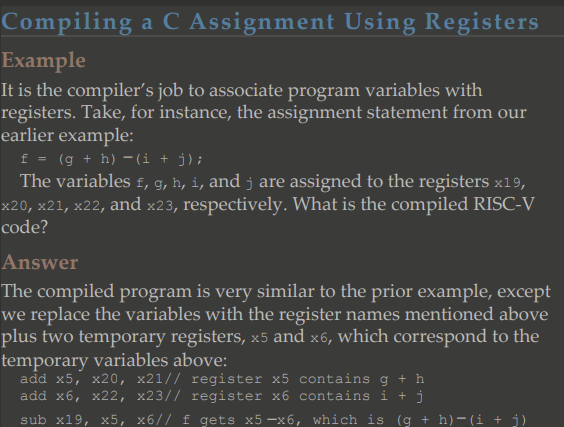 Compiling a C Assignment Using Registers
Example
It is the compiler's job to associate program variables with
registers. Take, for instance, the assignment statement from our
earlier example:
f = (g + h) −(i + j);
The variables f, g, h, i, and j are assigned to the registers x19,
x20, x21, x22, and x23, respectively. What is the compiled RISC-V
code?
Answer
The compiled program is very similar to the prior example, except
we replace the variables with the register names mentioned above
plus two temporary registers, x5 and x6, which correspond to the
temporary variables above:
add x5, x20, x21// register x5 contains g + h
add x6, x22, x23// register x6 contains i + j
sub x19, x5, x6// f gets x5 −x6, which is (g + h)−(i + j)